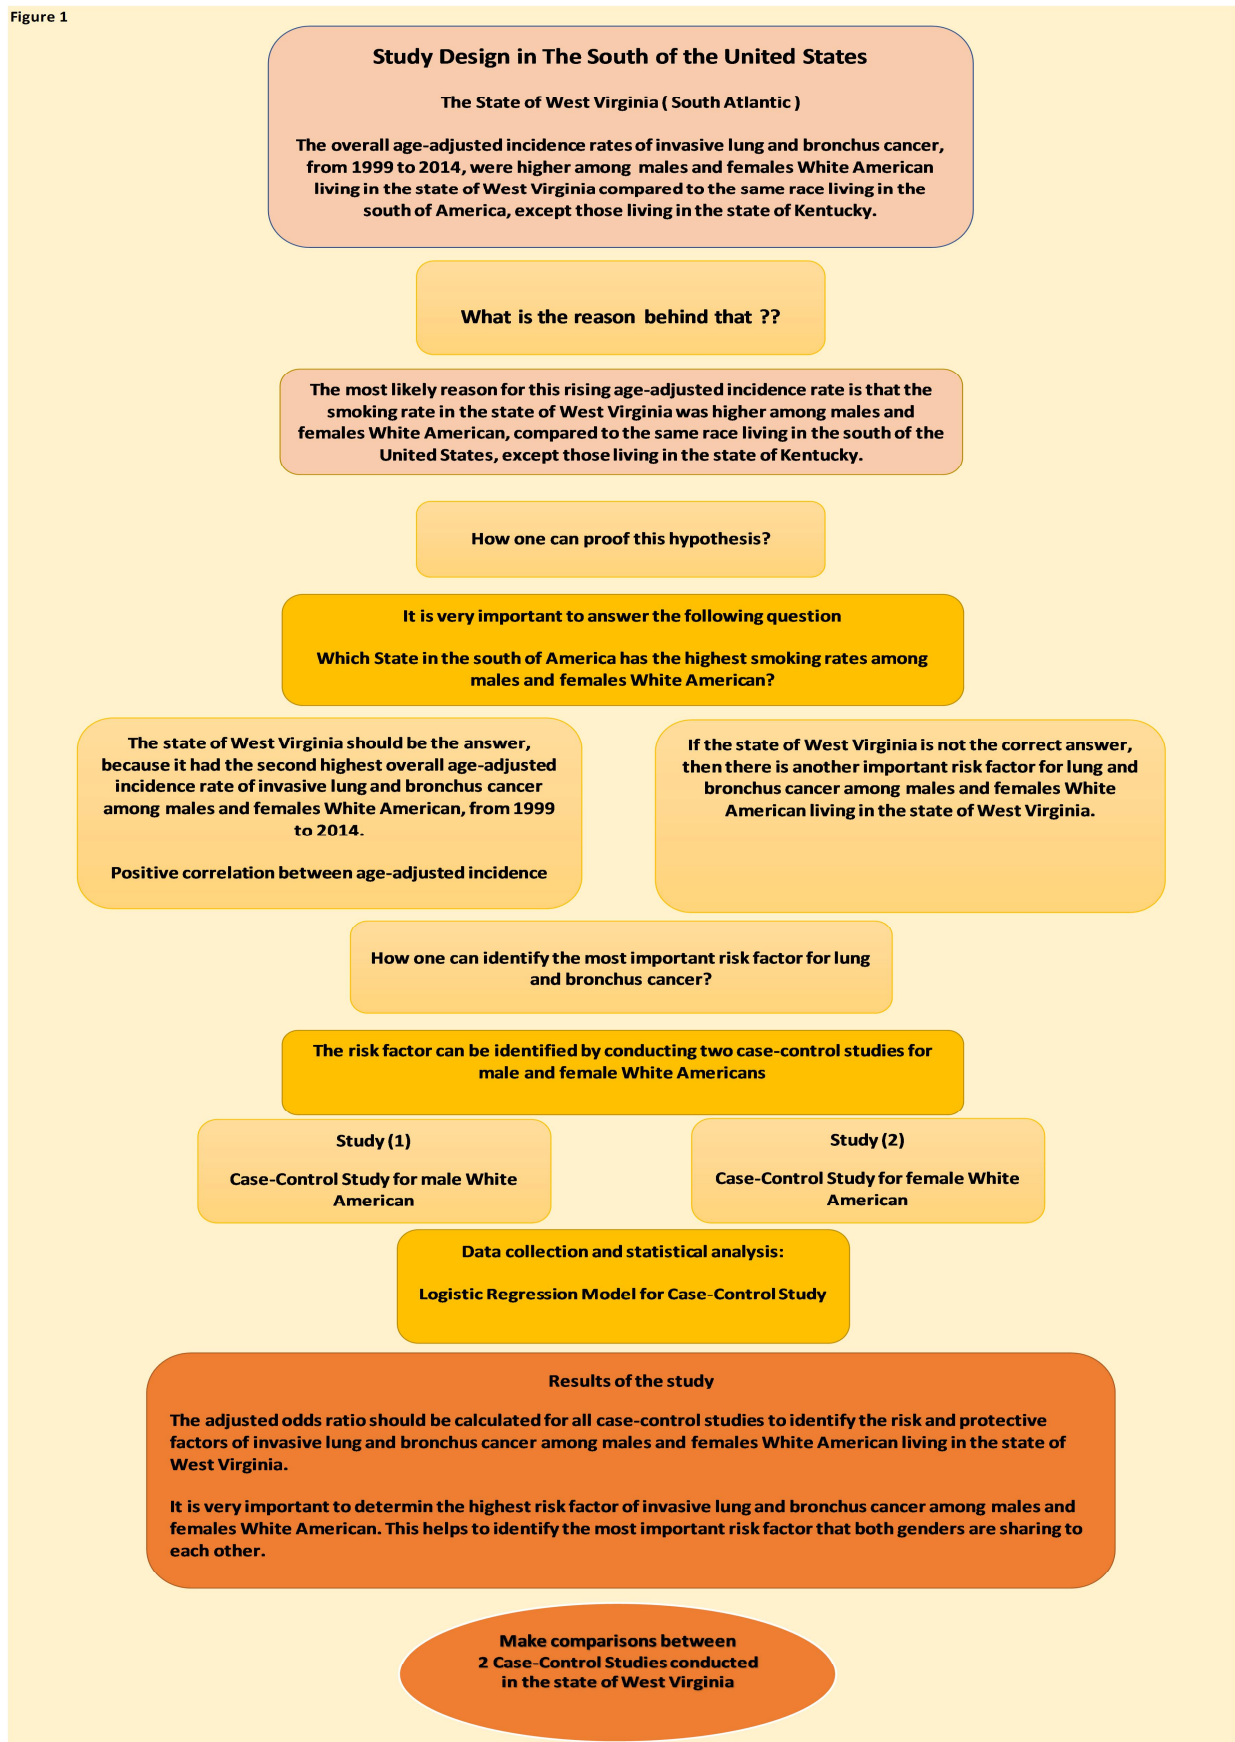 Figure 1
Study Design in The South of the United States
The State of West Virginia ( South Atlantic )
The overall age-adjusted incidence rates of invasive lung and bronchus cancer,
from 1999 to 2014, were higher among males and females White American
living in the state of West Virginia compared to the same race living in the
south of America, except those living in the state of Kentucky.
What is the reason behind that ??
The most likely reason for this rising age-adjusted incidence rate is that the
smoking rate in the state of West Virginia was higher among males and
females White American, compared to the same race living in the south of the
United States, except those living in the state of Kentucky.
How one can proof this hypothesis?
It is very important to answer the following question
Which State in the south of America has the highest smoking rates among
males and females White American?
The state of West Virginia should be the answer,
because it had the second highest overall age-adjusted
incidence rate of invasive lung and bronchus cancer
among males and females White American, from 1999
to 2014.
Positive correlation between age-adjusted incidence
If the state of West Virginia is not the correct answer,
then there is another important risk factor for lung and
bronchus cancer among males and females White
American living in the state of West Virginia.
How one can identify the most important risk factor for lung
and bronchus cancer?
The risk factor can be identified by conducting two case-control studies for
male and female White Americans
Study (1)
Case-Control Study for male White
American
Study (2)
Case-Control Study for female White
American
Data collection and statistical analysis:
Logistic Regression Model for Case-Control Study
Results of the study
The adjusted odds ratio should be calculated for all case-control studies to identify the risk and protective
factors of invasive lung and bronchus cancer among males and females White American living in the state of
West Virginia.
It is very important to determin the highest risk factor of invasive lung and bronchus cancer among males and
females White American. This helps to identify the most important risk factor that both genders are sharing to
each other.
Make comparisons between
2 Case-Control Studies conducted
in the state of West Virginia